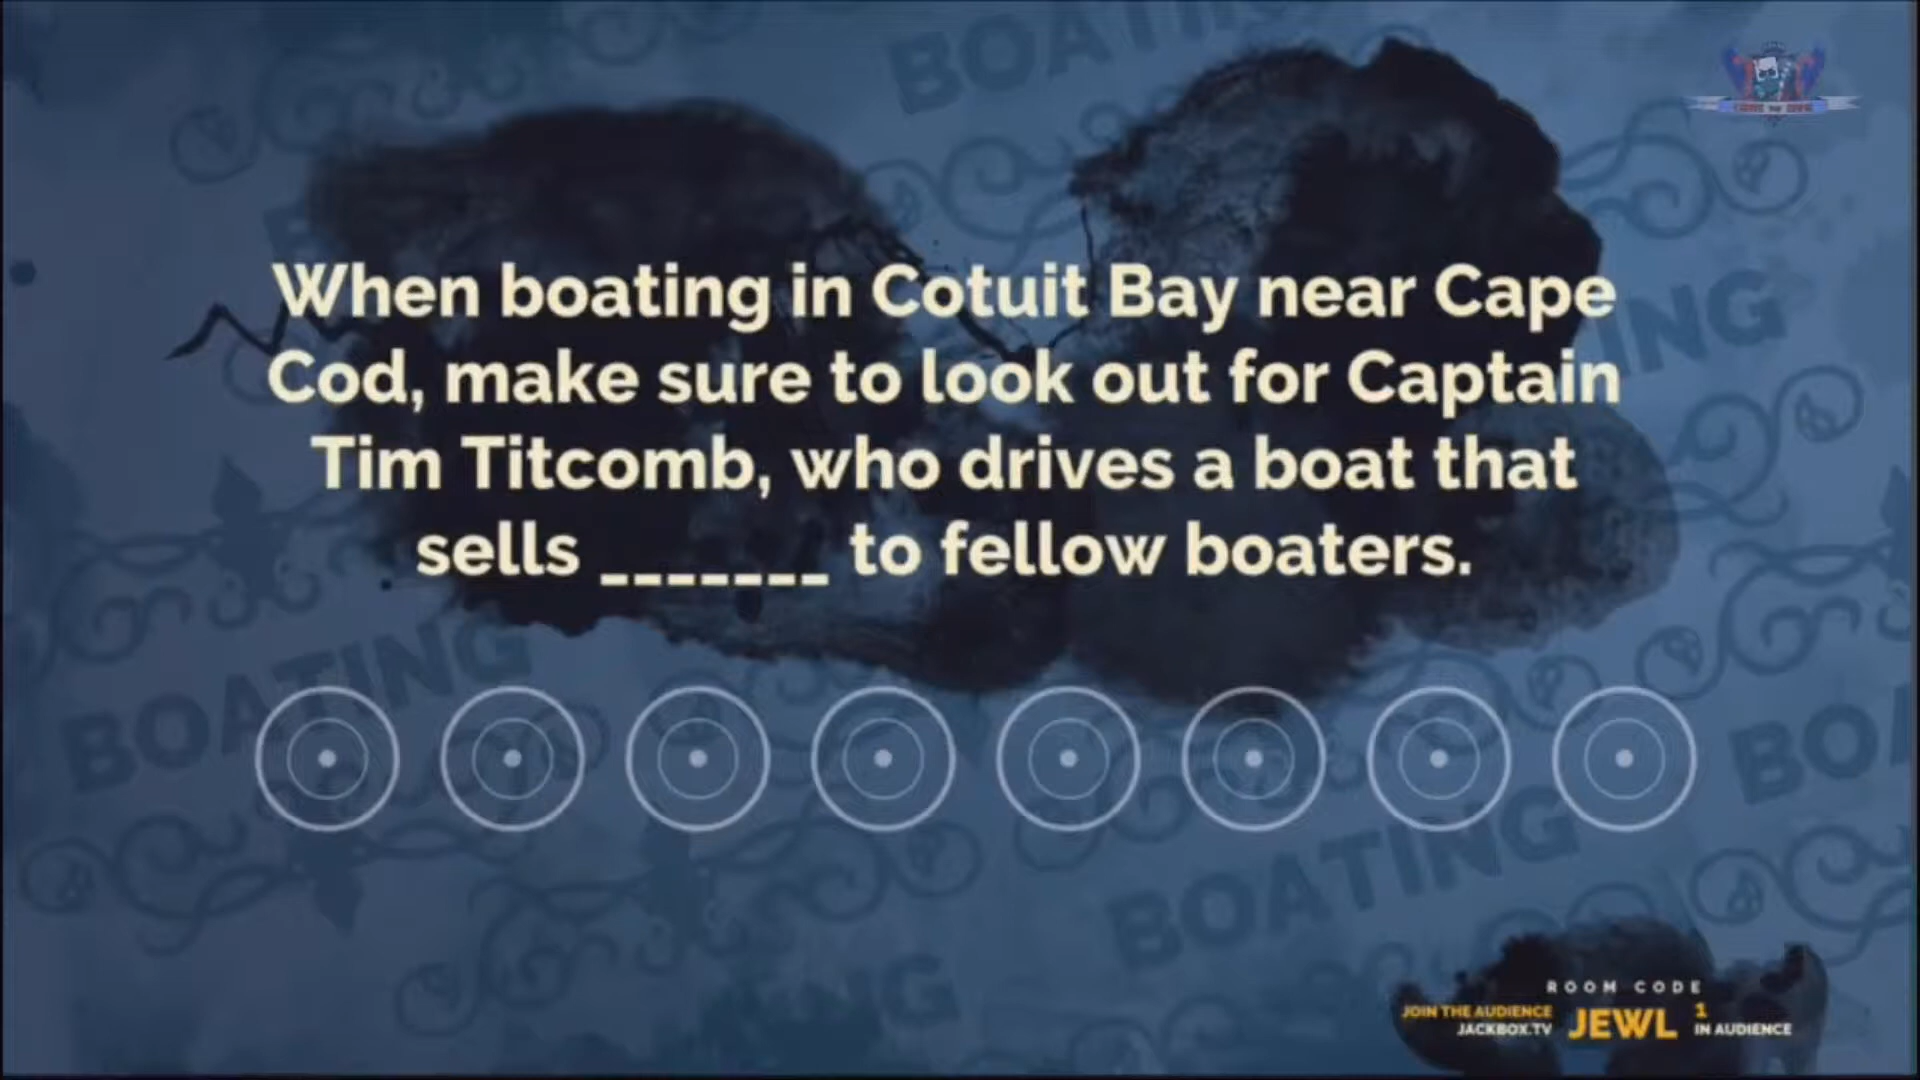 BOATING
When boating in Cotuit Bay near Cape
Cod, make sure to look out for Captain
Tim Titcomb, who drives a boat that
sells _______ to fellow boaters.
BOATING
BOATING
ROOM CODE
JOIN THE AUDIENCE
JACKBOX.TV
JEWL
1
IN AUDIENCE